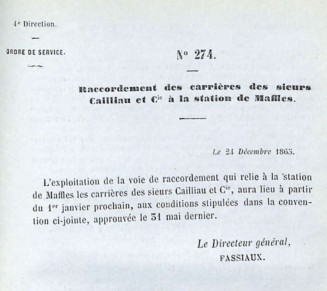 4e Direction.
ORDRE DE SERVICE.
No 274.
Raccordement des carrières des sieurs
Cailliau et Cie à la station de Maffles.
Le 24 Décembre 1865.
L'exploitation de la voie de raccordement qui relie à la station
de Maffles les carrières des sieurs Cailliau et Cie, aura lieu à partir
du 1er janvier prochain, aux conditions stipulées dans la conven-
tion ci-jointe, approuvée le 31 mai dernier.
Le Directeur général,
FASSIAUX.